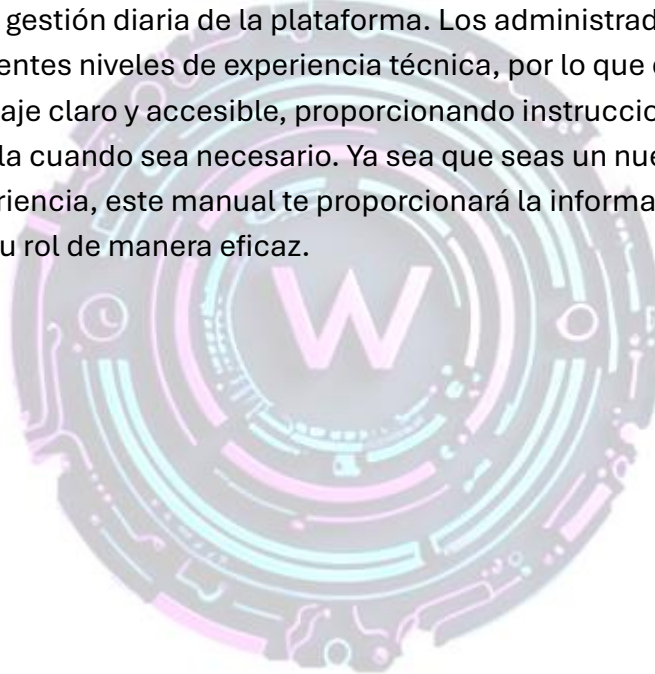 gestión diaria de la plataforma. Los administrad
entes niveles de experiencia técnica, por lo que
aje claro y accesible, proporcionando instruccio
la cuando sea necesario. Ya sea que seas un nue
riencia, este manual te proporcionará la informa
u rol de manera eficaz.
W